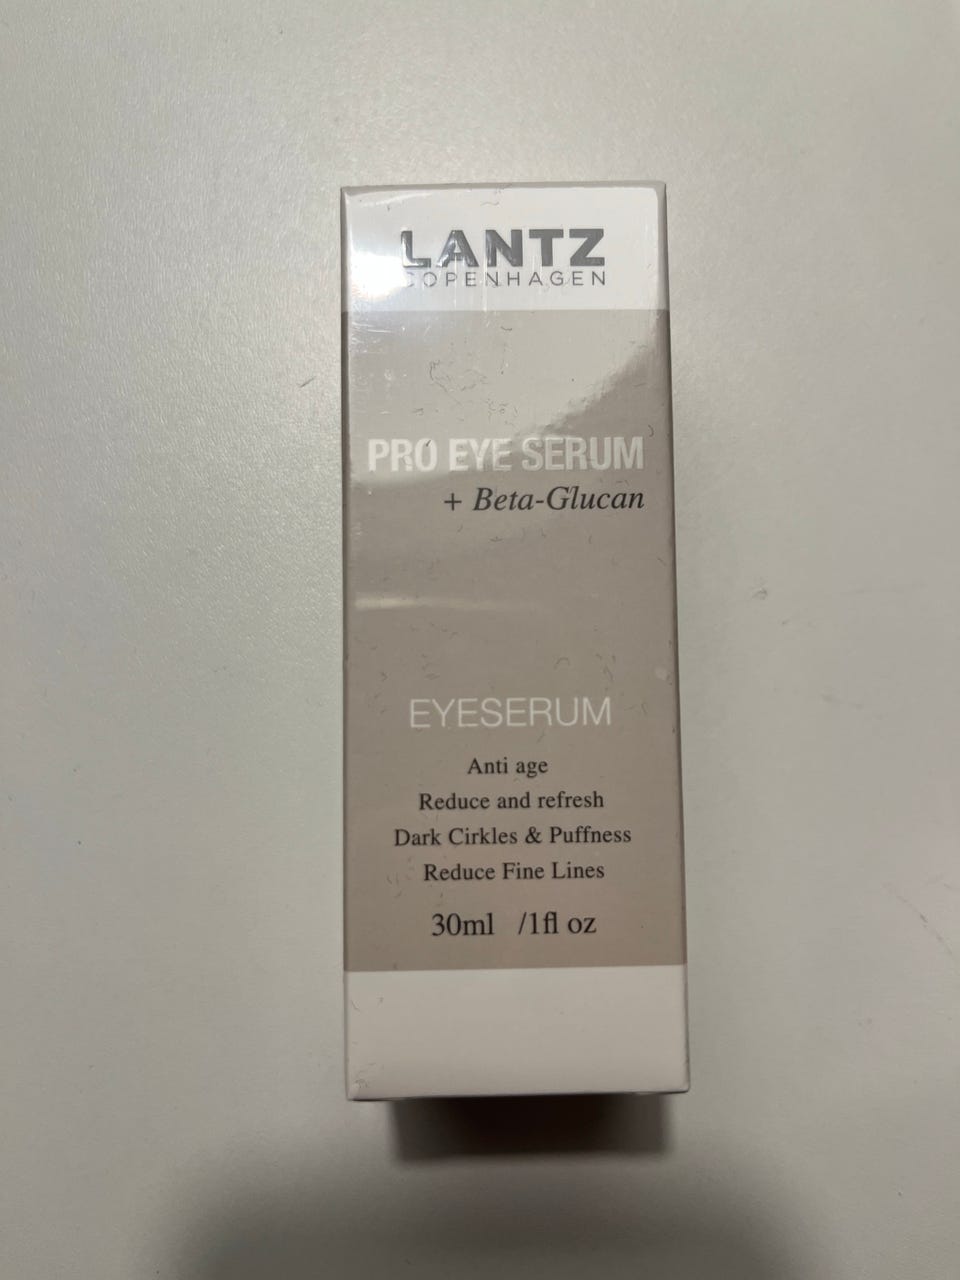 LANTZ
COPENHAGEN
PRO EYE SERUM
+ Beta-Glucan
EYESERUM
Anti age
Reduce and refresh
Dark Cirkles & Puffness
Reduce Fine Lines
30ml /1fl oz